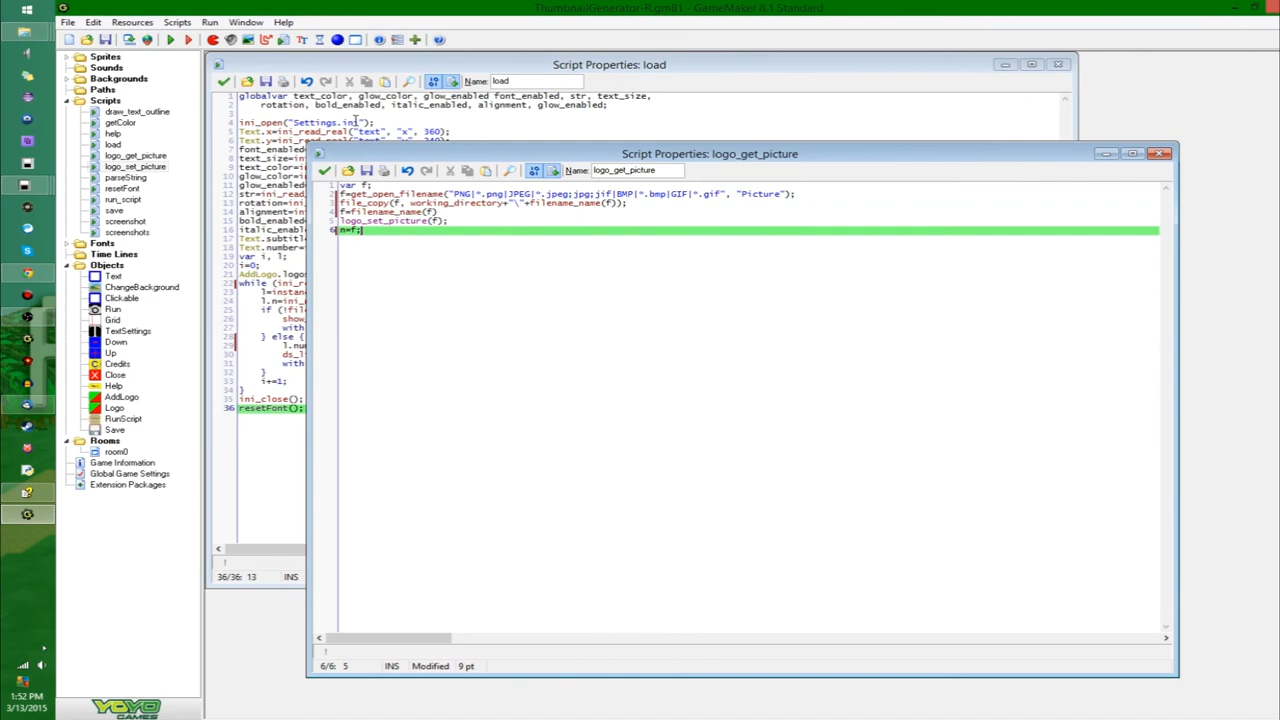 ThumbnailGenerator-R.gm81 - GameMaker 8.1 Standard
File Edit Resources Scripts Run Window Help
Sprites
Sounds
Backgrounds
Paths
Scripts
draw_text_outline
getColor
help
load
logo_get_picture
logo_set_picture
parseString
resetFont
run_script
save
screenshot
screenshots
Fonts
Time Lines
Objects
Text
ChangeBackground
Clickable
Run
Grid
TextSettings
Down
Up
Credits
Close
Help
AddLogo
Logo
RunScript
Save
Rooms
room0
Game Information
Global Game Settings
Extension Packages
YOYO
GAMES
1:52 PM
3/13/2015
Script Properties: load
Name: load
1 globalvar text_color, glow_color, glow_enabled font_enabled, str, text_size,
2 rotation, bold_enabled, italic_enabled, alignment, glow_enabled;
3
4 ini_open("Settings.ini");
5 Text.x=ini_read_real("text", "x", 360);
6 Text.y=ini_read_real("text", "y", 240);
7 font_enabled
8 text_size=in
9 text_color=
10 glow_color=i
11 glow_enabled
12 str=ini_read
13 rotation=ini
14 alignment=in
15 bold_enabled
16 italic_enabl
17 Text.subtitl
18 Text.number=
19 var i, l;
20 i=0;
21 AddLogo.logos
22 while (ini_re
23 l=instanc
24 l.n=ini_r
25 if (!file
26 show_
27 with
28 } else {
29 l.num
30 ds_li
31 with
32 }
33 i+=1;
34 }
35 ini_close();
36 resetFont();
36/36: 13 INS
Script Properties: logo_get_picture
Name: logo_get_picture
1 var f;
2 f=get_open_filename("PNG|*.png|JPEG|*.jpeg;jpg;jif|BMP|*.bmp|GIF|*.gif", "Picture");
3 file_copy(f, working_directory+"\"+filename_name(f));
4 f=filename_name(f)
5 logo_set_picture(f);
6 n=f;
6/6: 5 INS Modified 9 pt